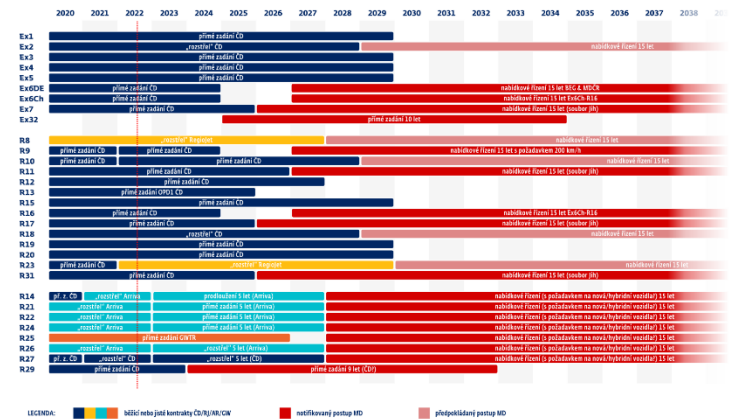 2020 2021 2022 2023 2024 2025 2026 2027 2028 2029 2030 2031 2032 2033 2034 2035 2036 2037 2038
Ex1 přímé zadání ČD
Ex2 „rozstřel" ČD nabídkové řízení 15 let
Ex3 přímé zadání ČD
Ex4 přímé zadání ČD
Ex5 přímé zadání ČD
Ex6DE přímé zadání ČD nabídkové řízení 15 let BEG & MDČR
Ex6Ch přímé zadání ČD nabídkové řízení 15 let Ex6Ch-R16
Ex7 přímé zadání ČD nabídkové řízení 15 let (soubor jih)
Ex32 přímé zadání 10 let
R8 „rozstřel" Regiojet nabídkové řízení 15 let
R9 přímé zadání ČD přímé zadání ČD nabídkové řízení 15 let s požadavkem 200 km/h
R10 přímé zadání ČD přímé zadání ČD nabídkové řízení 15 let
R11 přímé zadání ČD nabídkové řízení 15 let (soubor jih)
R12 přímé zadání ČD
R13 přímé zadání OPD1 ČD
R15 přímé zadání ČD
R16 přímé zadání ČD nabídkové řízení 15 let Ex6Ch-R16
R17 přímé zadání ČD nabídkové řízení 15 let (soubor jih)
R18 „rozstřel" ČD nabídkové řízení 15 let
R19 přímé zadání ČD
R20 přímé zadání ČD
R23 přímé zadání ČD „rozstřel" Regiojet nabídkové řízení 15 let
R31 přímé zadání ČD nabídkové řízení 15 let (soubor jih)
R14 př. z. ČD „rozstřel" Arriva prodloužení 5 let (Arriva) nabídkové řízení (s požadavkem na nová/hybridní vozidla!) 15 let
R21 „rozstřel" Arriva přímé zadání 5 let (Arriva) nabídkové řízení (s požadavkem na nová/hybridní vozidla!) 15 let
R22 „rozstřel" Arriva přímé zadání 5 let (Arriva) nabídkové řízení (s požadavkem na nová/hybridní vozidla!) 15 let
R24 „rozstřel" Arriva přímé zadání 5 let (Arriva) nabídkové řízení (s požadavkem na nová/hybridní vozidla!) 15 let
R25 přímé zadání GWTR nabídkové řízení (s požadavkem na nová/hybridní vozidla!) 15 let
R26 „rozstřel" Arriva „rozstřel" 5 let (Arriva) nabídkové řízení (s požadavkem na nová/hybridní vozidla!) 15 let
R27 př. z. ČD „rozstřel" ČD „rozstřel" 5 let (ČD) nabídkové řízení (s požadavkem na nová/hybridní vozidla!) 15 let
R29 přímé zadání ČD přímé zadání 9 let (ČD?)
LEGENDA: běžící nebo jisté kontrakty ČD/RJ/AR/GW notifikovaný postup MD předpokládaný postup MD